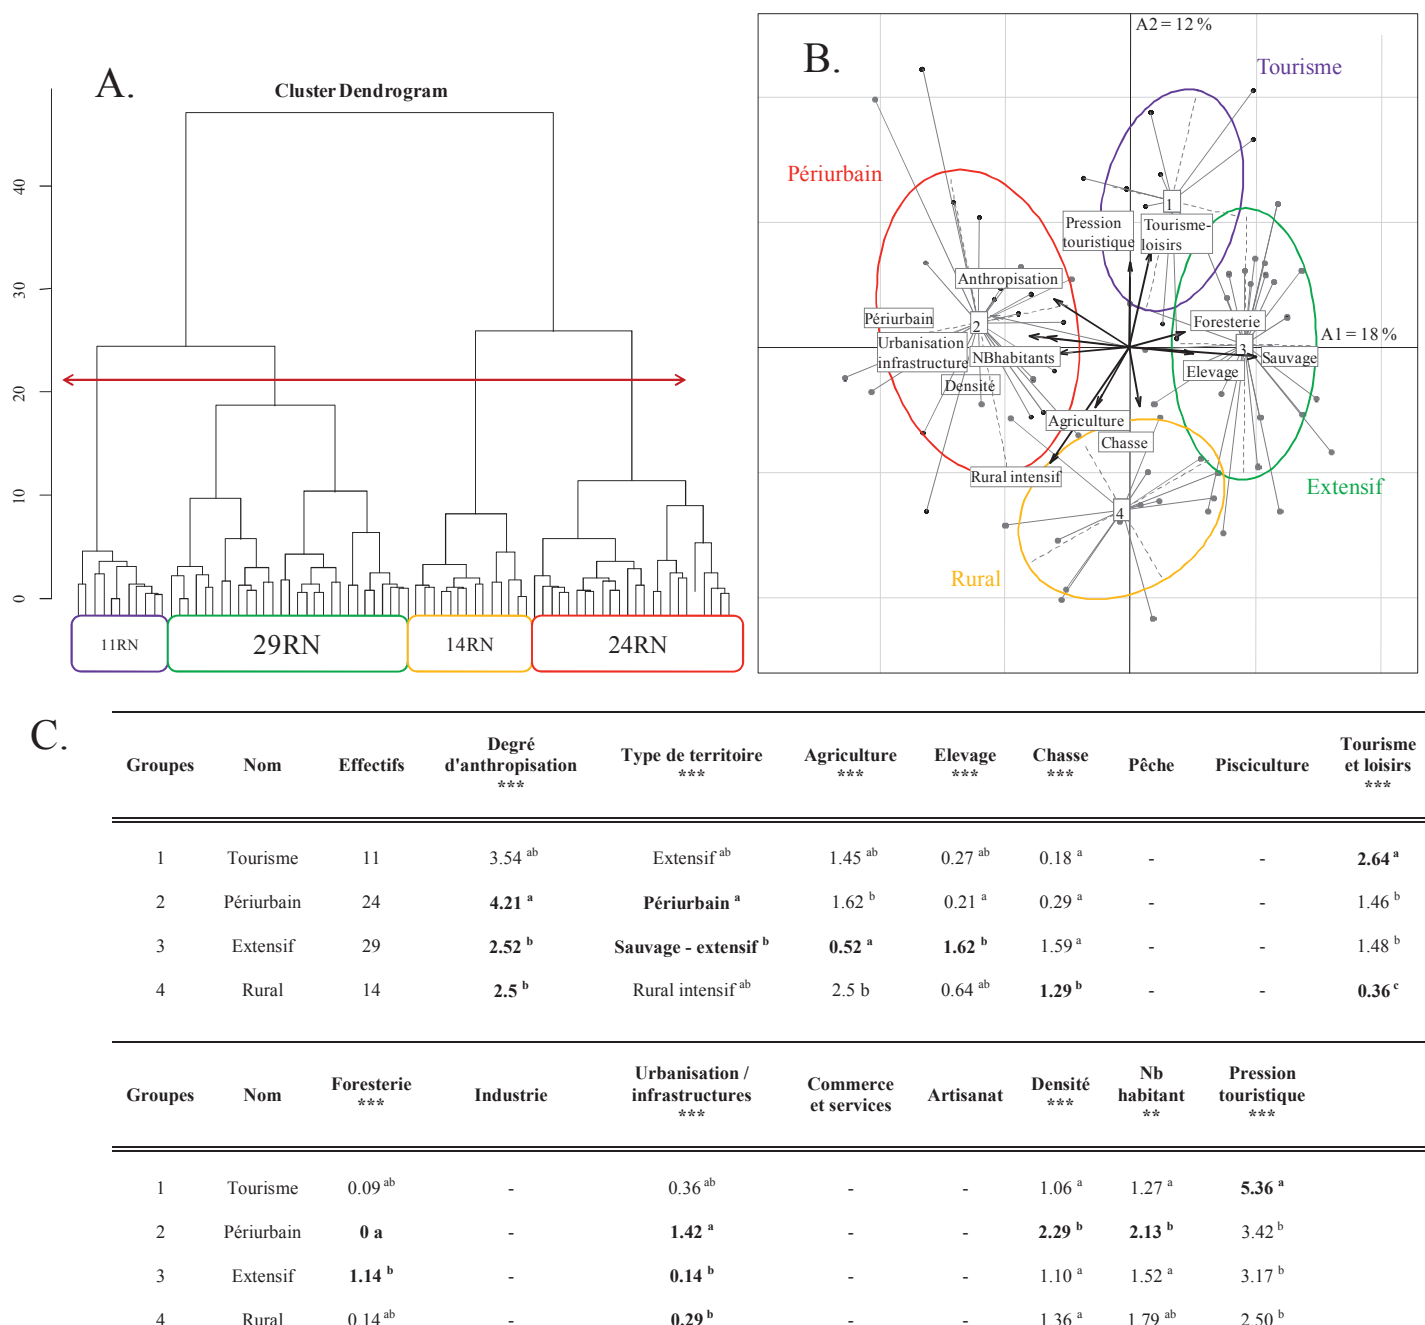 A.
Cluster Dendrogram
40
30
20
10
0
11RN
29RN
14RN
24RN
B.
A2 = 12 %
Tourisme
Périurbain
1
Pression
touristique
Tourisme-
loisirs
Anthropisation
Périurbain
2
Foresterie
A1 = 18 %
Urbanisation
infrastructure
NBhabitants
3
Sauvage
Densité
Elevage
Agriculture
Chasse
Rural intensif
Extensif
4
Rural
C.
Groupes Nom Effectifs Degré d'anthropisation *** Type de territoire *** Agriculture *** Elevage *** Chasse *** Pêche Pisciculture Tourisme et loisirs ***
1 Tourisme 11 3.54 ab Extensif ab 1.45 ab 0.27 ab 0.18 a - - 2.64 a
2 Périurbain 24 4.21 a Périurbain a 1.62 b 0.21 a 0.29 a - - 1.46 b
3 Extensif 29 2.52 b Sauvage - extensif b 0.52 a 1.62 b 1.59 a - - 1.48 b
4 Rural 14 2.5 b Rural intensif ab 2.5 b 0.64 ab 1.29 b - - 0.36 c
Groupes Nom Foresterie *** Industrie Urbanisation / infrastructures *** Commerce et services Artisanat Densité *** Nb habitant ** Pression touristique ***
1 Tourisme 0.09 ab - 0.36 ab - - 1.06 a 1.27 a 5.36 a
2 Périurbain 0 a - 1.42 a - - 2.29 b 2.13 b 3.42 b
3 Extensif 1.14 b - 0.14 b - - 1.10 a 1.52 a 3.17 b
4 Rural 0.14 ab - 0.29 b - - 1.36 a 1.79 ab 2.50 b